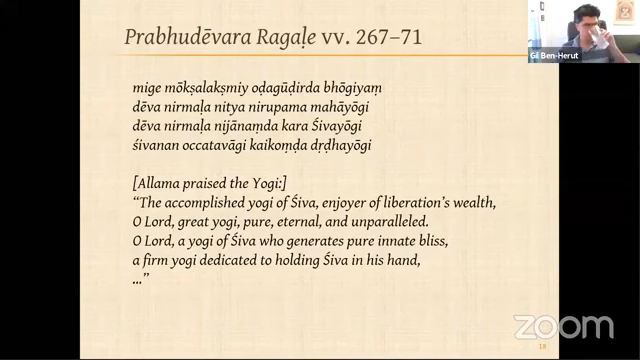 Prabhudēvara Ragaḷe vv. 267–71
Gil Ben-Herut
mige mōkṣalakṣmiy oḍagūḍirda bhōgiyaṃ
dēva nirmaḷa nitya nirupama mahāyōgi
dēva nirmaḷa nijānaṃda kara Śivayōgi
śivanan occatavāgi kaikoṃda dṛḍhayōgi
[Allama praised the Yogi:]
“The accomplished yogi of Śiva, enjoyer of liberation’s wealth,
O Lord, great yogi, pure, eternal, and unparalleled.
O Lord, a yogi of Śiva who generates pure innate bliss,
a firm yogi dedicated to holding Śiva in his hand,
...”
zoom
18